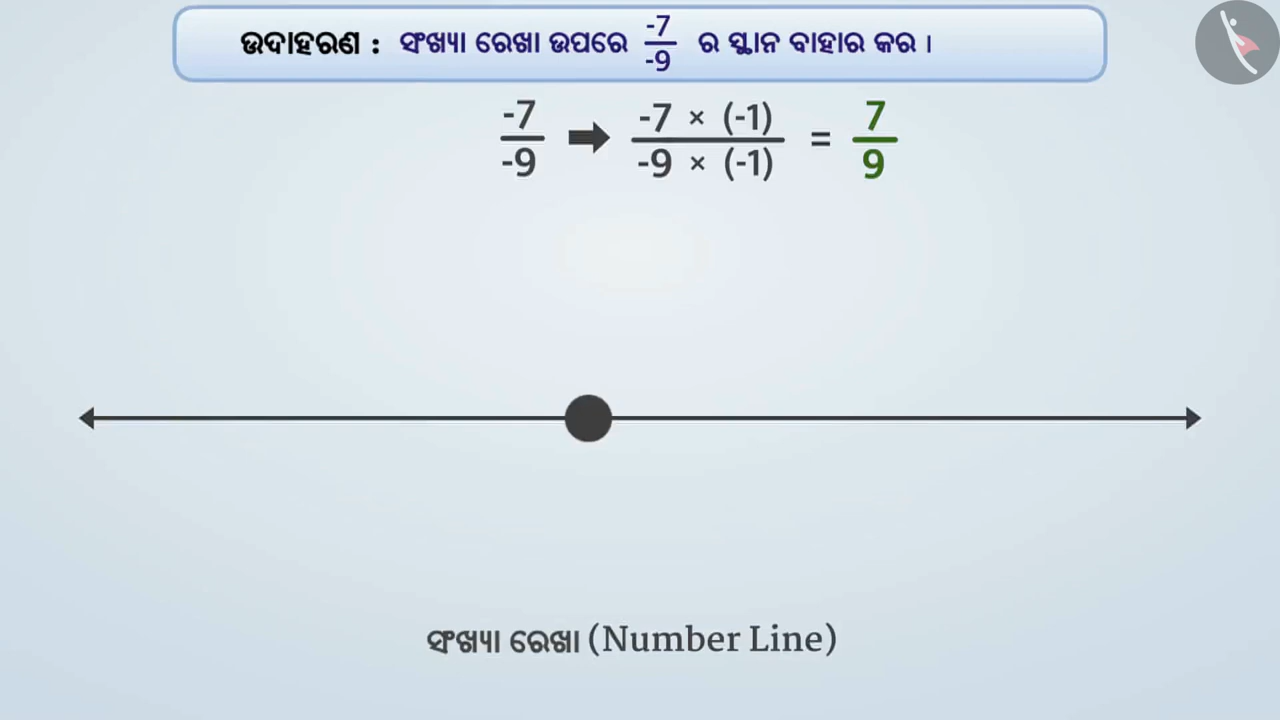 ଉଦାହରଣ : ସଂଖ୍ୟା ରେଖା ଉପରେ -7/-9 ର ସ୍ଥାନ ବାହାର କର ।
-7/-9 ➡ -7 × (-1)/-9 × (-1) = 7/9
ସଂଖ୍ୟା ରେଖା (Number Line)